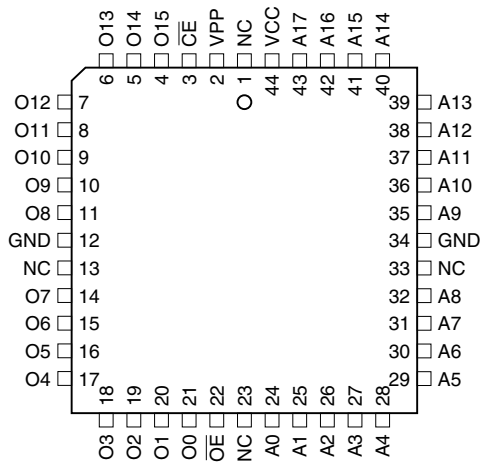 O13 O14 O15 C̅E̅ VPP NC VCC A17 A16 A15 A14
6 5 4 3 2 1 44 43 42 41 40
O12 7 39 A13
O11 8 38 A12
O10 9 37 A11
O9 10 36 A10
O8 11 35 A9
GND 12 34 GND
NC 13 33 NC
O7 14 32 A8
O6 15 31 A7
O5 16 30 A6
O4 17 29 A5
18 19 20 21 22 23 24 25 26 27 28
O3 O2 O1 O0 O̅E̅ NC A0 A1 A2 A3 A4